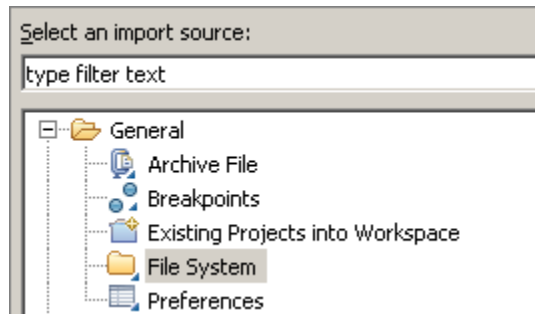 Select an import source:
type filter text
General
Archive File
Breakpoints
Existing Projects into Workspace
File System
Preferences